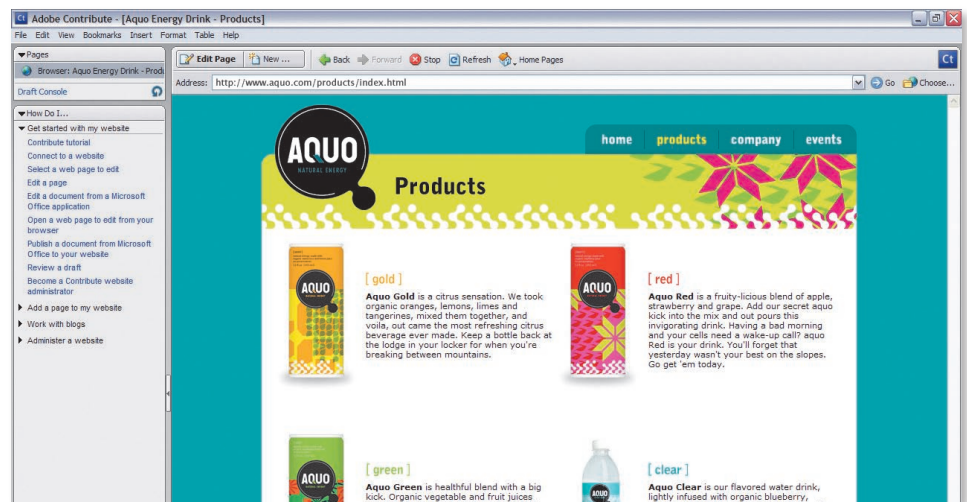 Adobe Contribute - [Aquo Energy Drink - Products]
File Edit View Bookmarks Insert Format Table Help
Pages
Browser: Aquo Energy Drink - Produ
Draft Console
How Do I...
Get started with my website
Contribute tutorial
Connect to a website
Select a web page to edit
Edit a page
Edit a document from a Microsoft
Office application
Open a web page to edit from your
browser
Publish a document from Microsoft
Office to your website
Review a draft
Become a Contribute website
administrator
Add a page to my website
Work with blogs
Administer a website
Edit Page New ... Back Forward Stop Refresh Home Pages
Ct
Address: http://www.aquo.com/products/index.html Go Choose...
AQUO
NATURAL ENERGY
home products company events
Products
AQUO
[ gold ]
Aquo Gold is a citrus sensation. We took
organic oranges, lemons, limes and
tangerines, mixed them together, and
voila, out came the most refreshing citrus
beverage ever made. Keep a bottle back at
the lodge in your locker for when you're
breaking between mountains.
AQUO
[ red ]
Aquo Red is a fruity-licious blend of apple,
strawberry and grape. Add our secret aquo
kick into the mix and out pours this
invigorating drink. Having a bad morning
and your cells need a wake-up call? aquo
Red is your drink. You'll forget that
yesterday wasn't your best on the slopes.
Go get 'em today.
AQUO
[ green ]
Aquo Green is healthful blend with a big
kick. Organic vegetable and fruit juices
AQUO
[ clear ]
Aquo Clear is our flavored water drink,
lightly infused with organic blueberry,